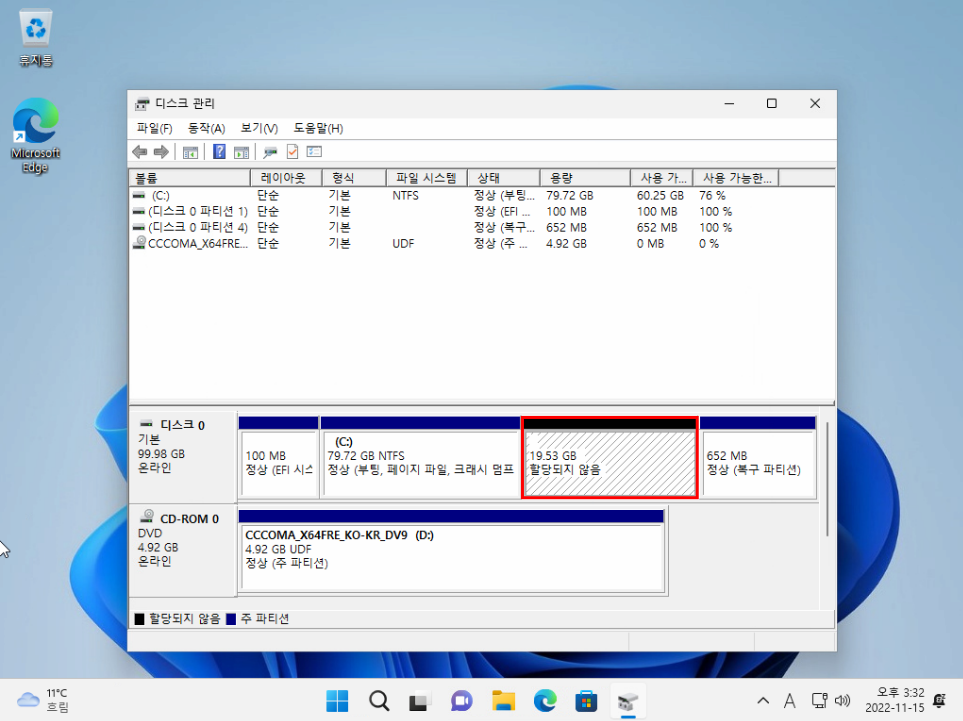 휴지통
Microsoft
Edge
디스크 관리
파일(F) 동작(A) 보기(V) 도움말(H)
볼륨 레이아웃 형식 파일 시스템 상태 용량 사용 가... 사용 가능한...
(C:) 단순 기본 NTFS 정상 (부팅... 79.72 GB 60.25 GB 76 %
(디스크 0 파티션 1) 단순 기본 정상 (EFI ... 100 MB 100 MB 100 %
(디스크 0 파티션 4) 단순 기본 정상 (복구... 652 MB 652 MB 100 %
CCCOMA_X64FRE... 단순 기본 UDF 정상 (주 ... 4.92 GB 0 MB 0 %
디스크 0
기본
99.98 GB
온라인
100 MB
정상 (EFI 시스
(C:)
79.72 GB NTFS
정상 (부팅, 페이지 파일, 크래시 덤프
19.53 GB
할당되지 않음
652 MB
정상 (복구 파티션)
CD-ROM 0
DVD
4.92 GB
온라인
CCCOMA_X64FRE_KO-KR_DV9 (D:)
4.92 GB UDF
정상 (주 파티션)
할당되지 않음 주 파티션
11°C
흐림
A
오후 3:32
2022-11-15